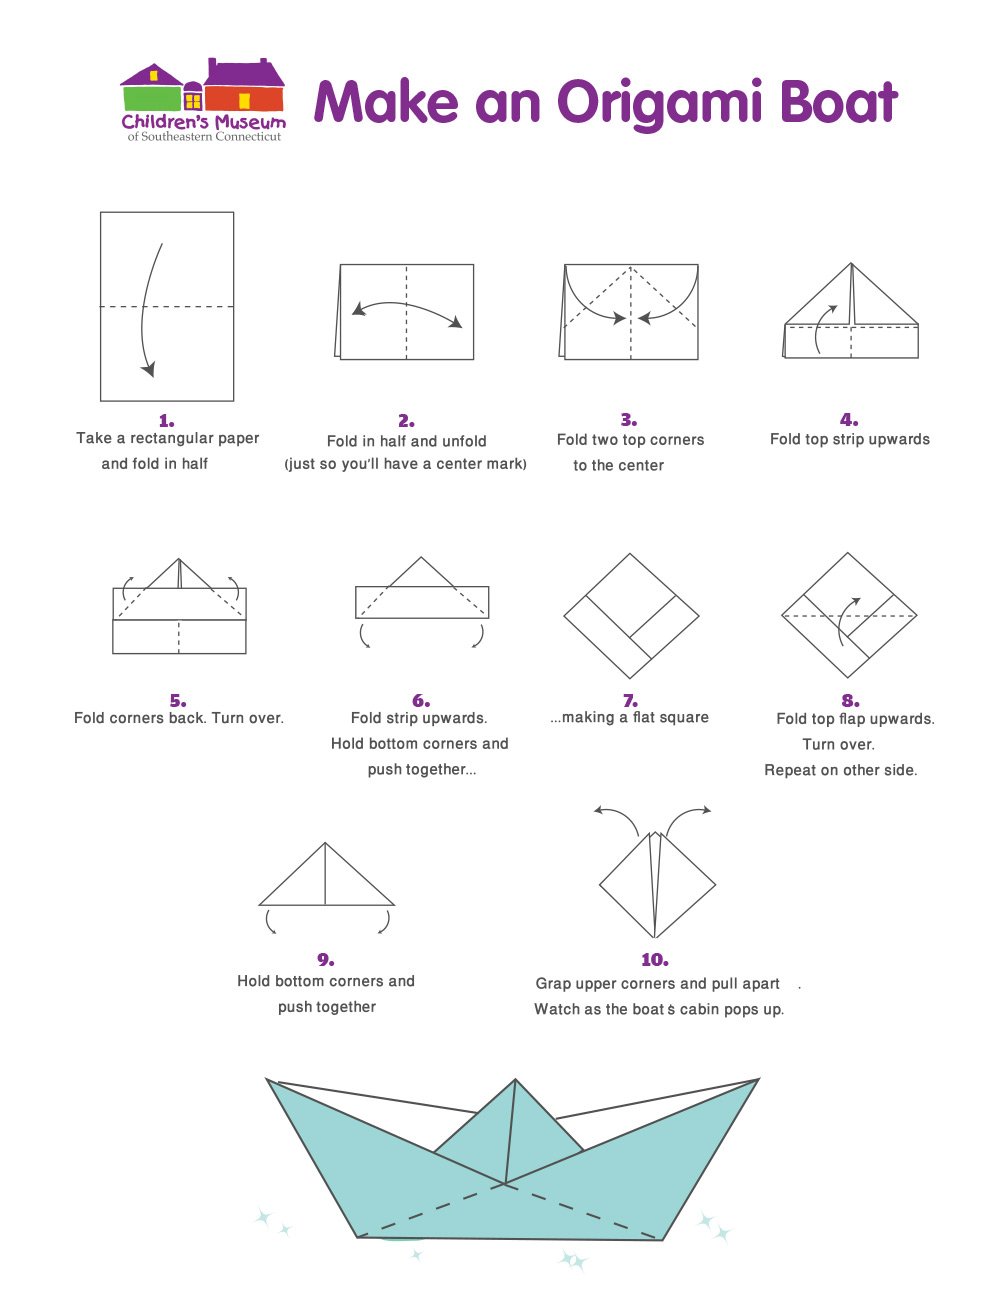 Children's Museum
of Southeastern Connecticut
Make an Origami Boat
1.
Take a rectangular paper
and fold in half
2.
Fold in half and unfold
(just so you'll have a center mark)
3.
Fold two top corners
to the center
4.
Fold top strip upwards
5.
Fold corners back. Turn over.
6.
Fold strip upwards.
Hold bottom corners and
push together...
7.
...making a flat square
8.
Fold top flap upwards.
Turn over.
Repeat on other side.
9.
Hold bottom corners and
push together
10.
Grap upper corners and pull apart .
Watch as the boat's cabin pops up.